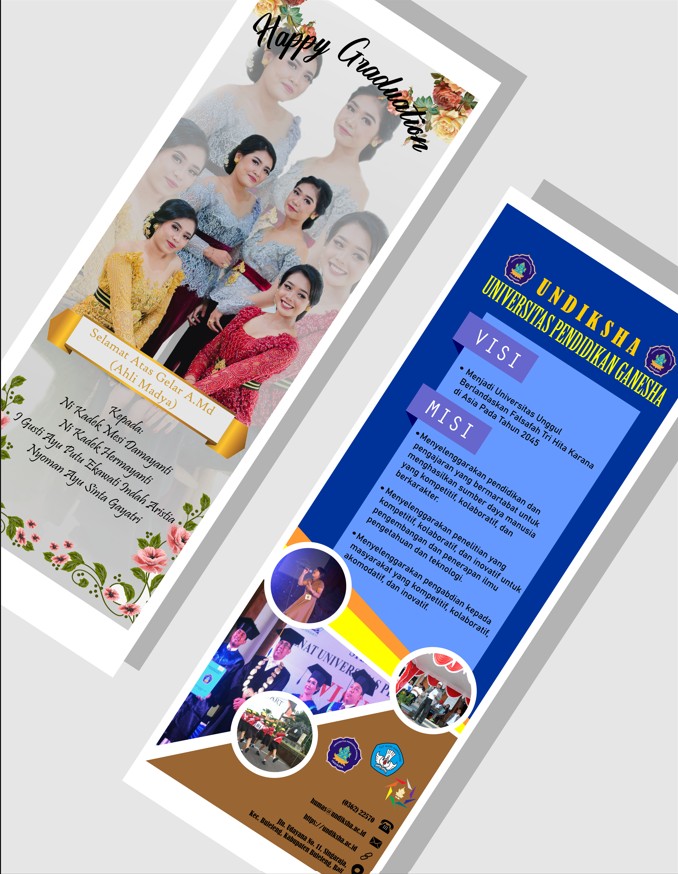 Happy Graduation
Selamat Atas Gelar A.Md
(Ahli Madya)
Kepada:
Ni Kadek Mesi Damayanti
Ni Kadek Hermayanti
I Gusti Ayu Putu Ekawati Indah Aristia
Nyoman Ayu Sinta Gayatri
UNDIKSHA
UNIVERSITAS PENDIDIKAN GANESHA
VISI
• Menjadi Universitas Unggul
Berlandaskan Falsafah Tri Hita Karana
di Asia Pada Tahun 2045
MISI
• Menyelenggarakan pendidikan dan
pengajaran yang bermartabat untuk
menghasilkan sumber daya manusia
yang kompetitif, kolaboratif, dan
berkarakter.
• Menyelenggarakan penelitian yang
kompetitif, kolaboratif, dan inovatif untuk
pengembangan dan penerapan ilmu
pengetahuan dan teknologi.
• Menyelenggarakan pengabdian kepada
masyarakat yang kompetitif, kolaboratif,
akomodatif, dan inovatif.
NAT UNIVERSITAS
(0362) 22570
humas@undiksha.ac.id
https://undiksha.ac.id
Jln. Udayana No. 11, Singaraja,
Kec. Buleleng, Kabupaten Buleleng, Bali